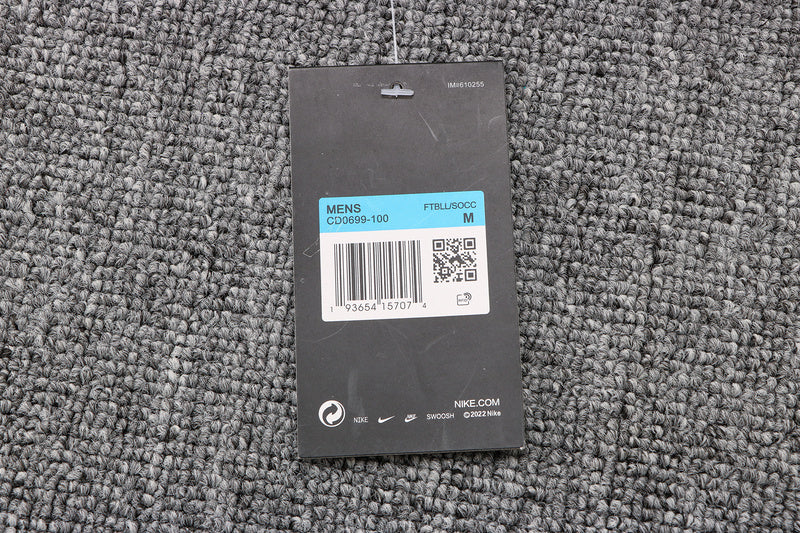 IM#610255
MENS FTBLL/SOCC
CD0699-100 M
1 93654 15707 4
NIKE.COM
NIKE SWOOSH ©2022 Nike